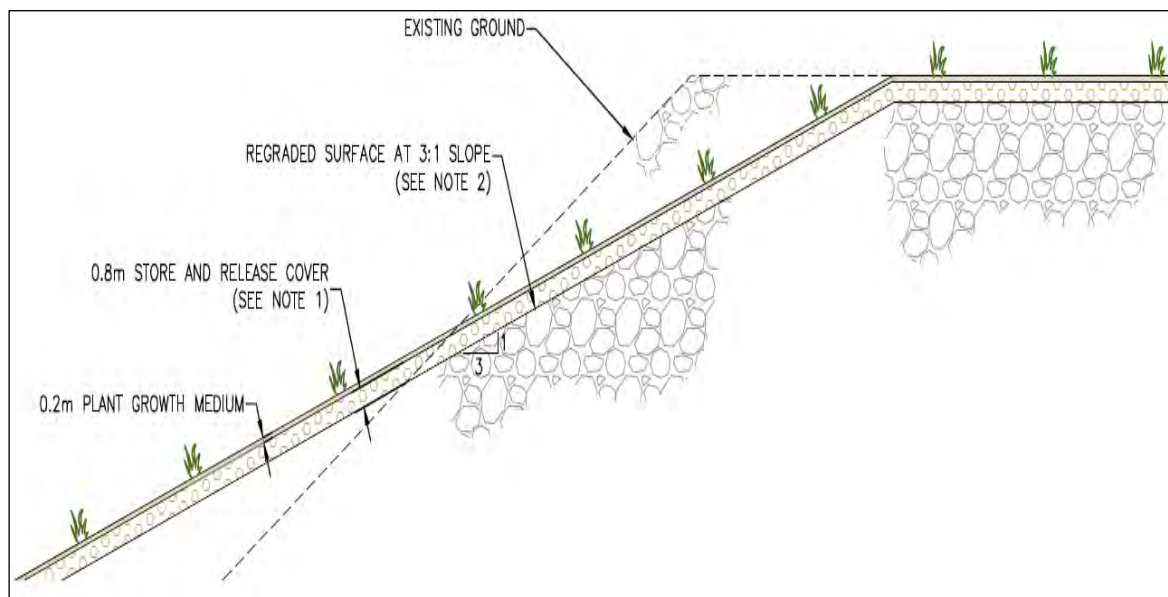 EXISTING GROUND
REGRADED SURFACE AT 3:1 SLOPE
(SEE NOTE 2)
0.8m STORE AND RELEASE COVER
(SEE NOTE 1)
1
3
0.2m PLANT GROWTH MEDIUM